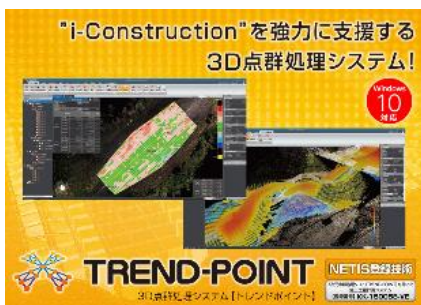 "i-Construction"を強力に支援する
3D点群処理システム!
Windows
10
対応
TREND-POINT
3D点群処理システム【トレンドポイント】
NETIS登録技術